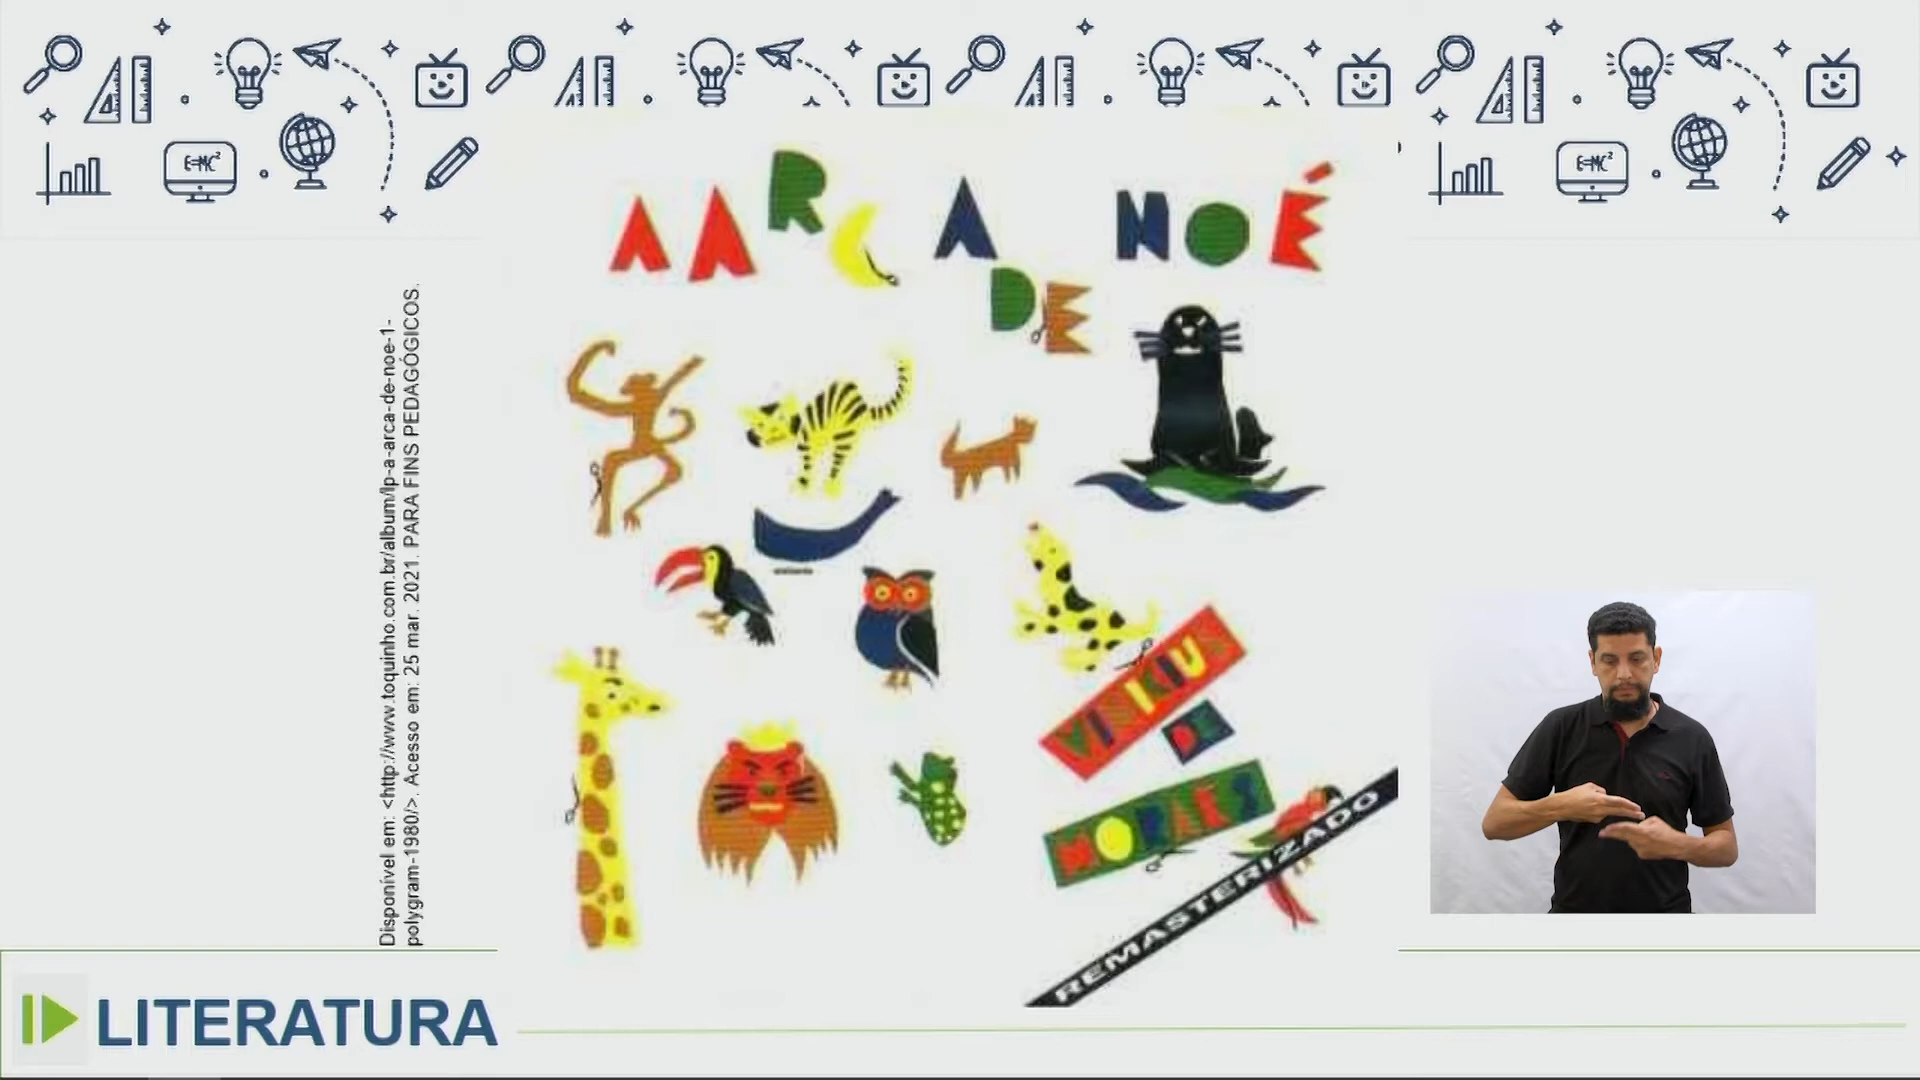 E=MC²
E=MC²
A ARCA
DE
NOÉ
Disponível em: <http://www.toquinho.com.br/album/lp-a-arca-de-noe-1-
polygram-1980/>. Acesso em: 25 mar. 2021. PARA FINS PEDAGÓGICOS.
VINICIUS
DE
MORAES
REMASTERIZADO
LITERATURA